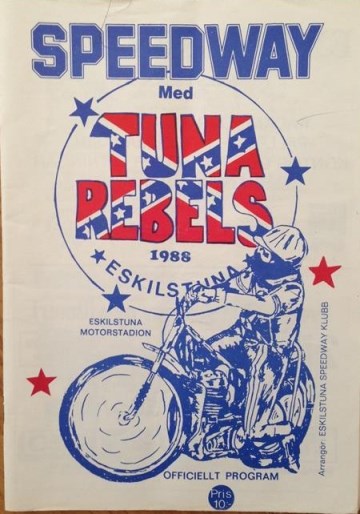 SPEEDWAY
Med
TUNA
REBELS
1988
★ ESKILSTUNA ★
ESKILSTUNA
MOTORSTADION
Arrangör: ESKILSTUNA SPEEDWAY KLUBB
OFFICIELLT PROGRAM
Pris
10:-